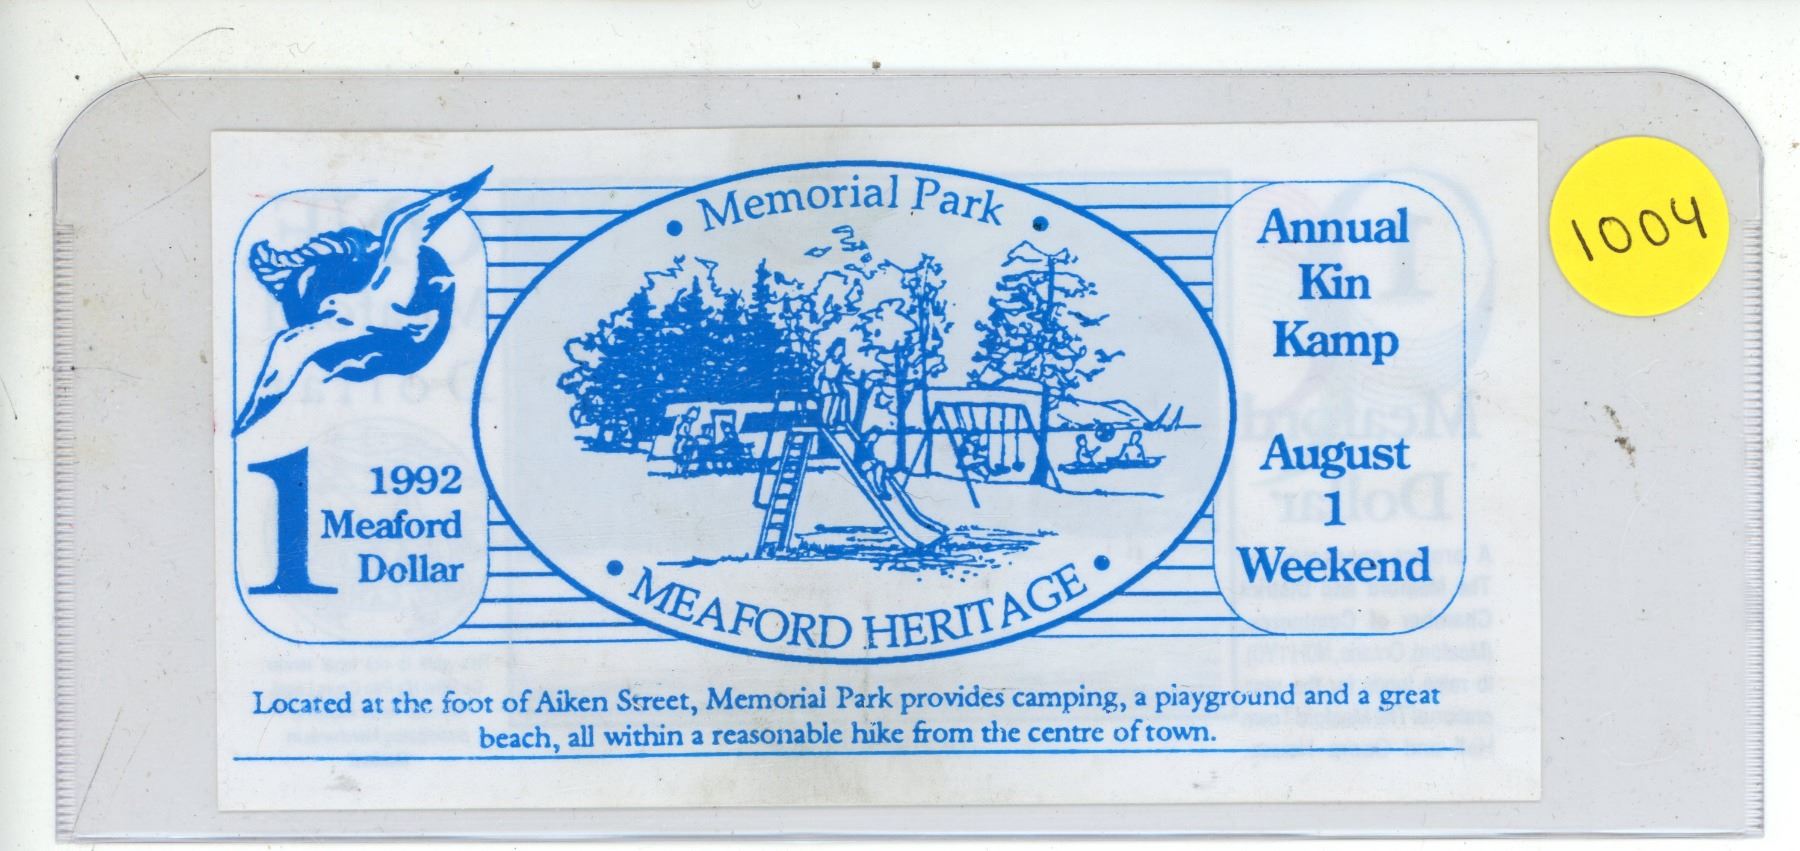 Memorial Park
1
1992
Meaford
Dollar
MEAFORD HERITAGE
Annual
Kin
Kamp
August
1
Weekend
1004
Located at the foot of Aiken Street, Memorial Park provides camping, a playground and a great
beach, all within a reasonable hike from the centre of town.